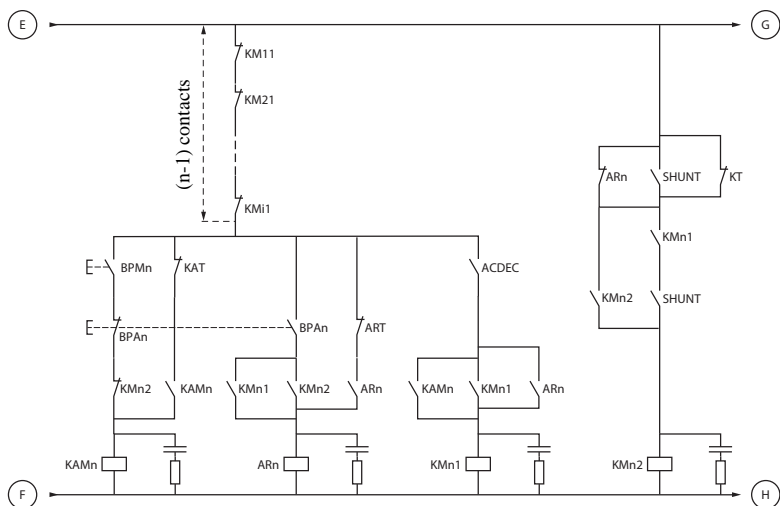 E
G
KM11
KM21
(n-1) contacts
KMi1
ARn
SHUNT
KT
KMn1
BPMn
KAT
ACDEC
KMn2
SHUNT
BPAn
BPAn
ART
KMn2
KAMn
KMn1
KMn2
ARn
KAMn
KMn1
ARn
KAMn
ARn
KMn1
KMn2
F
H